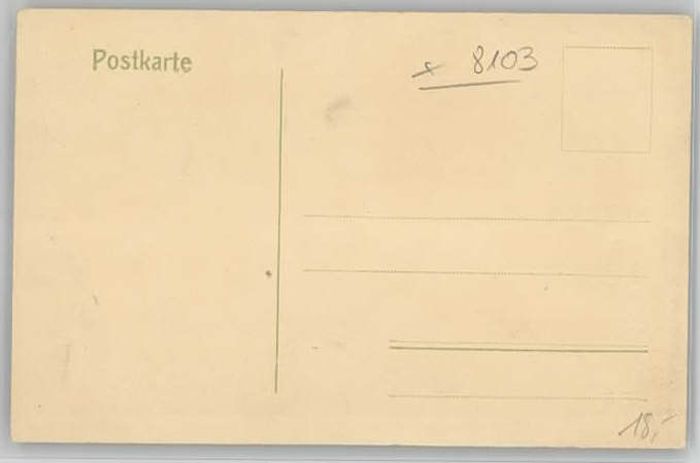 Postkarte
x 8103
18,-